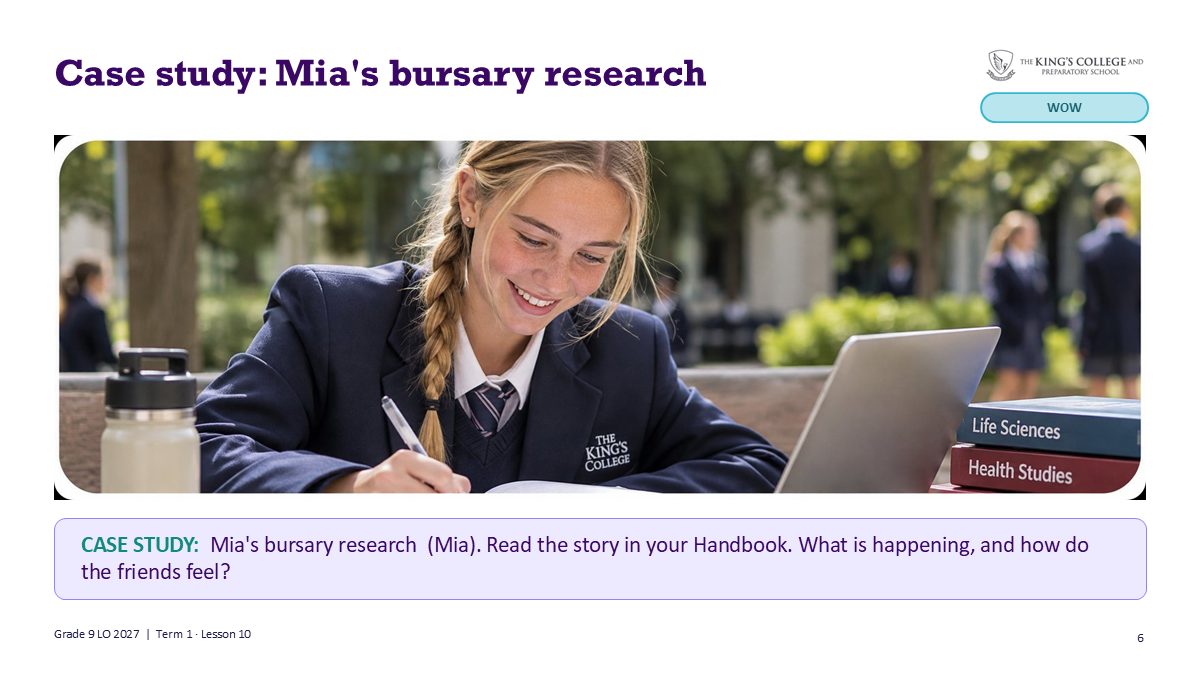 Case study: Mia's bursary research
THE KING'S COLLEGE AND
PREPARATORY SCHOOL
WOW
THE
KING'S
COLLEGE
Life Sciences
Health Studies
CASE STUDY: Mia's bursary research (Mia). Read the story in your Handbook. What is happening, and how do
the friends feel?
Grade 9 LO 2027 | Term 1 · Lesson 10
6